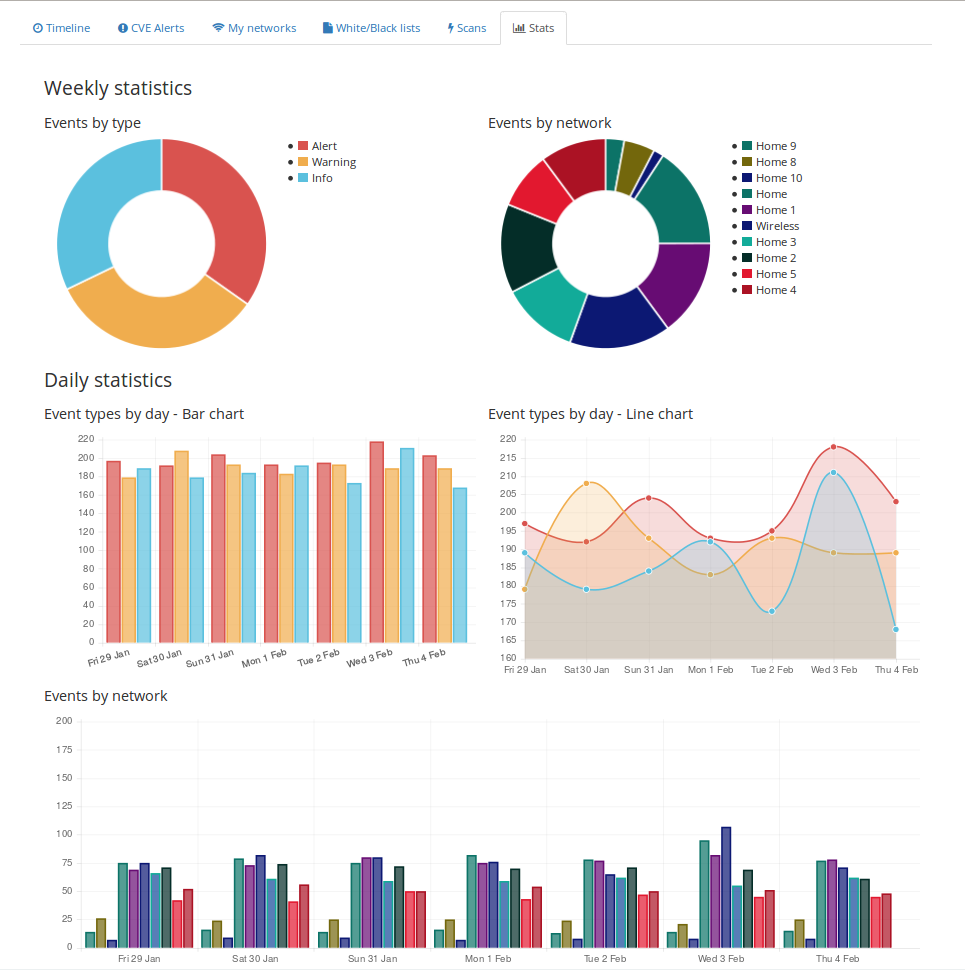 Timeline CVE Alerts My networks White/Black lists Scans Stats
Weekly statistics
Events by type
Alert
Warning
Info
Events by network
Home 9
Home 8
Home 10
Home
Home 1
Wireless
Home 3
Home 2
Home 5
Home 4
Daily statistics
Event types by day - Bar chart
220
200
180
160
140
120
100
80
60
40
20
0
Fri 29 Jan Sat 30 Jan Sun 31 Jan Mon 1 Feb Tue 2 Feb Wed 3 Feb Thu 4 Feb
Event types by day - Line chart
220
215
210
205
200
195
190
185
180
175
170
165
160
Fri 29 Jan Sat 30 Jan Sun 31 Jan Mon 1 Feb Tue 2 Feb Wed 3 Feb Thu 4 Feb
Events by network
200
175
150
125
100
75
50
25
0
Fri 29 Jan Sat 30 Jan Sun 31 Jan Mon 1 Feb Tue 2 Feb Wed 3 Feb Thu 4 Feb